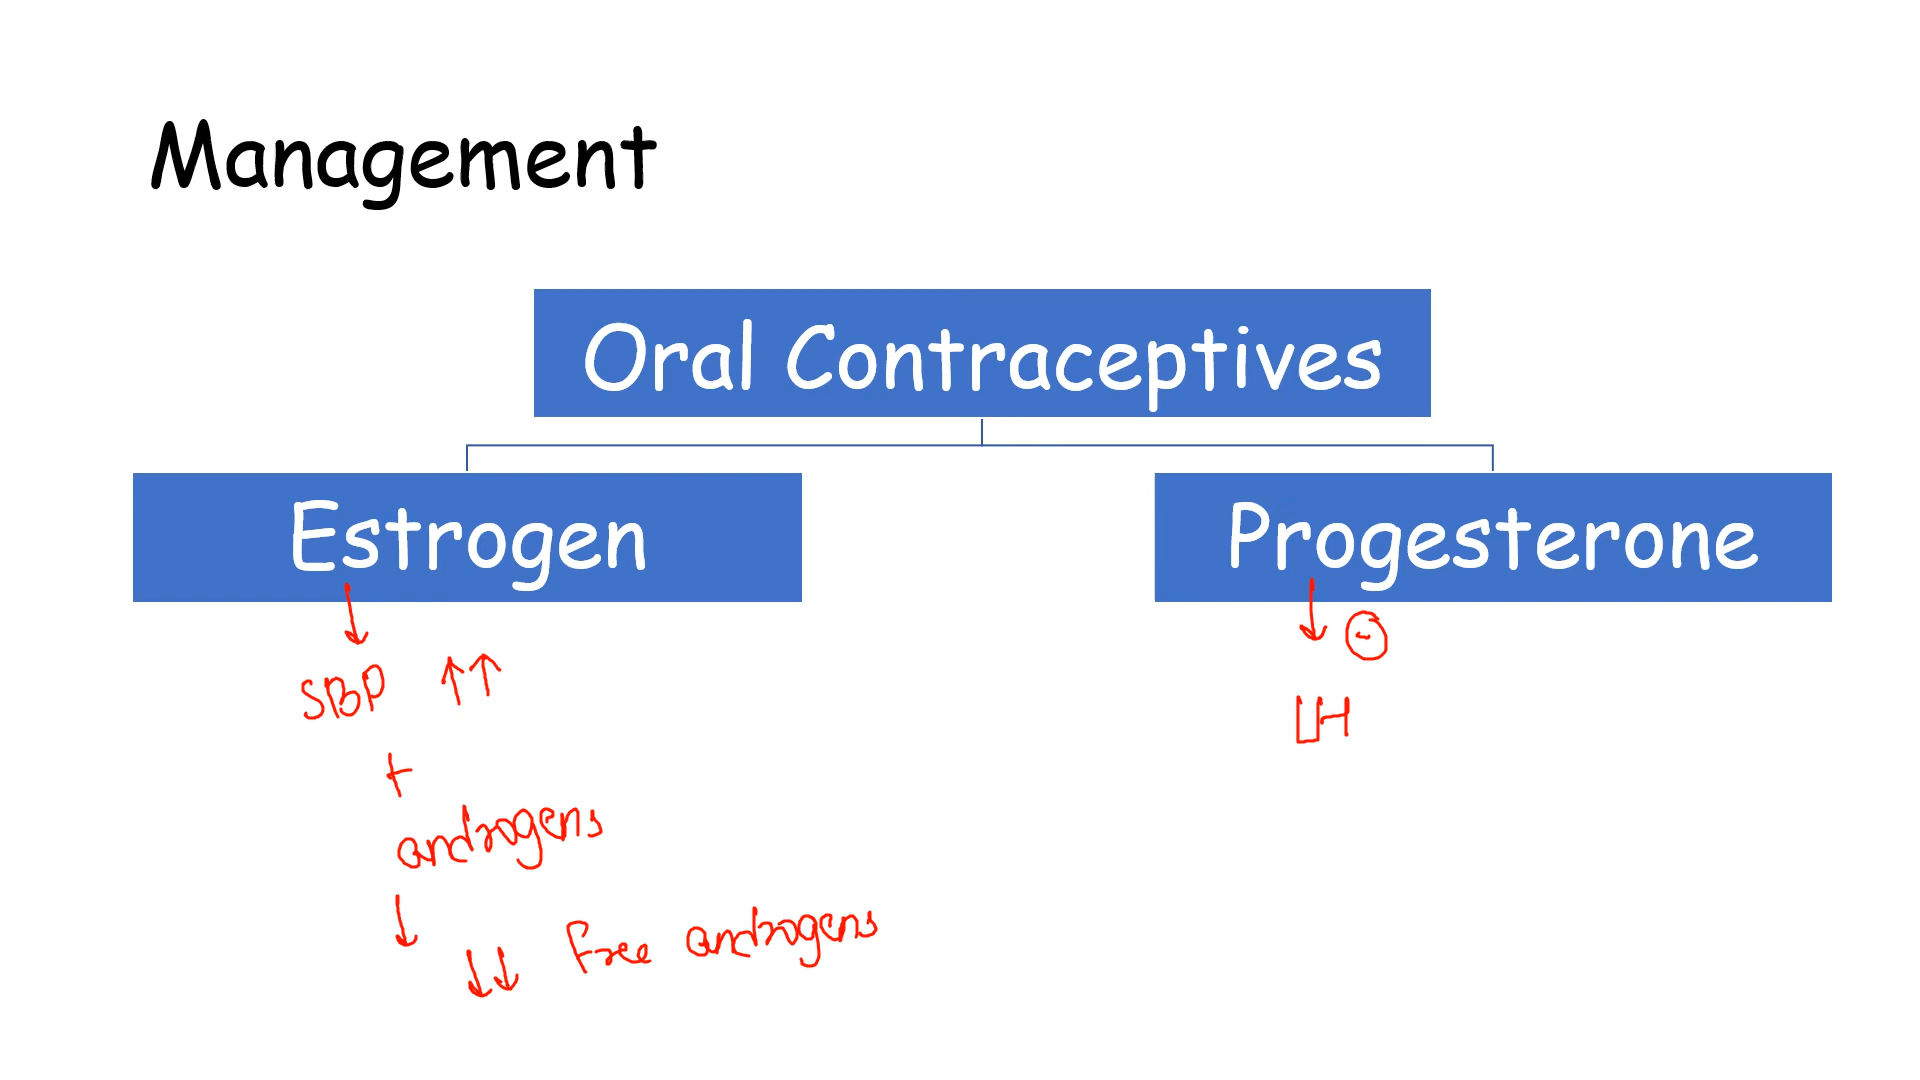 Management
Oral Contraceptives
Estrogen
Progesterone
↓
↓ ⊖
SBP ↑↑
LH
+
androgens
↓
↓↓ Free androgens